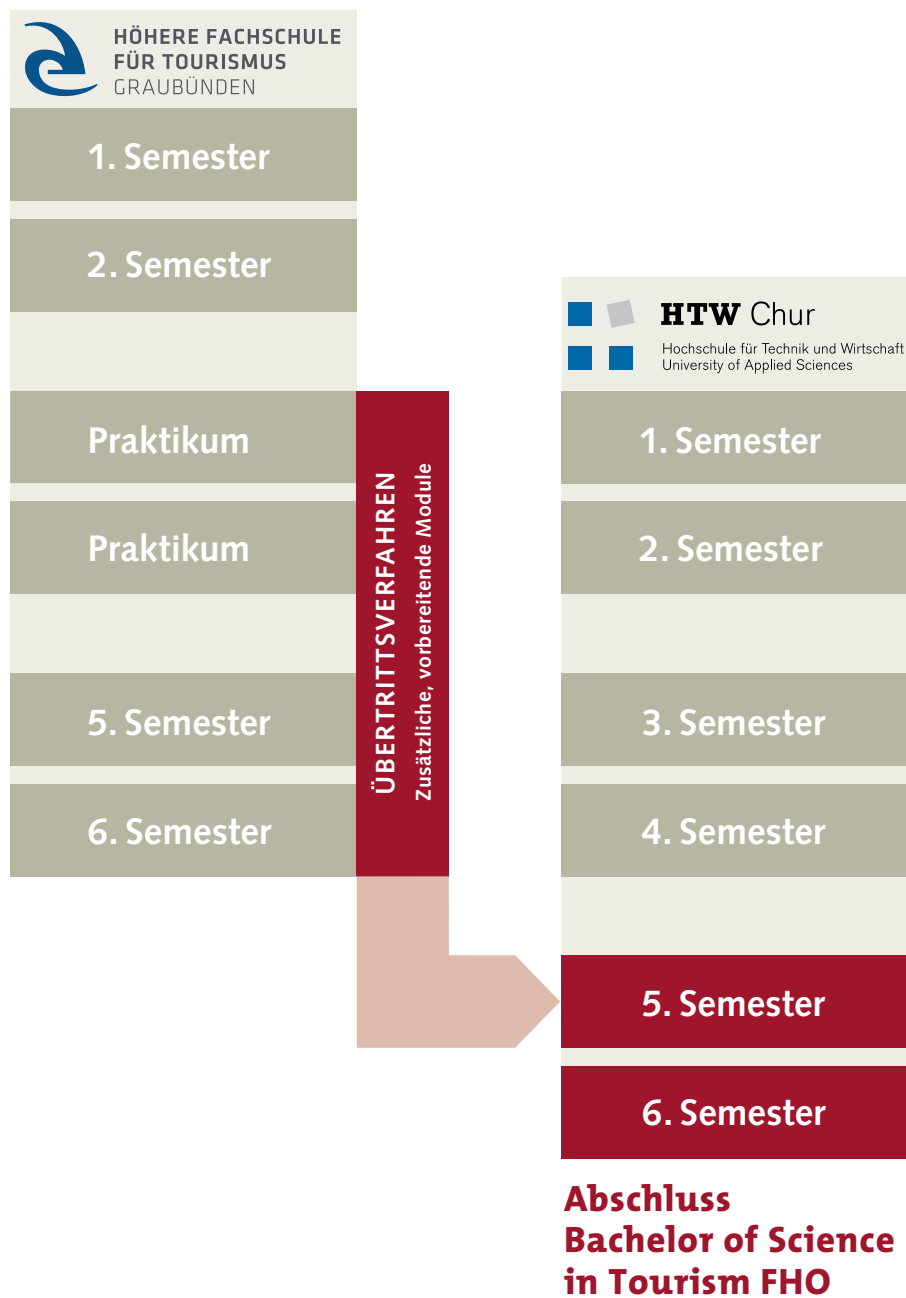 HÖHERE FACHSCHULE
FÜR TOURISMUS
GRAUBÜNDEN
1. Semester
2. Semester
Praktikum
Praktikum
5. Semester
6. Semester
ÜBERTRITTSVERFAHREN
Zusätzliche, vorbereitende Module
HTW Chur
Hochschule für Technik und Wirtschaft
University of Applied Sciences
1. Semester
2. Semester
3. Semester
4. Semester
5. Semester
6. Semester
Abschluss
Bachelor of Science
in Tourism FHO